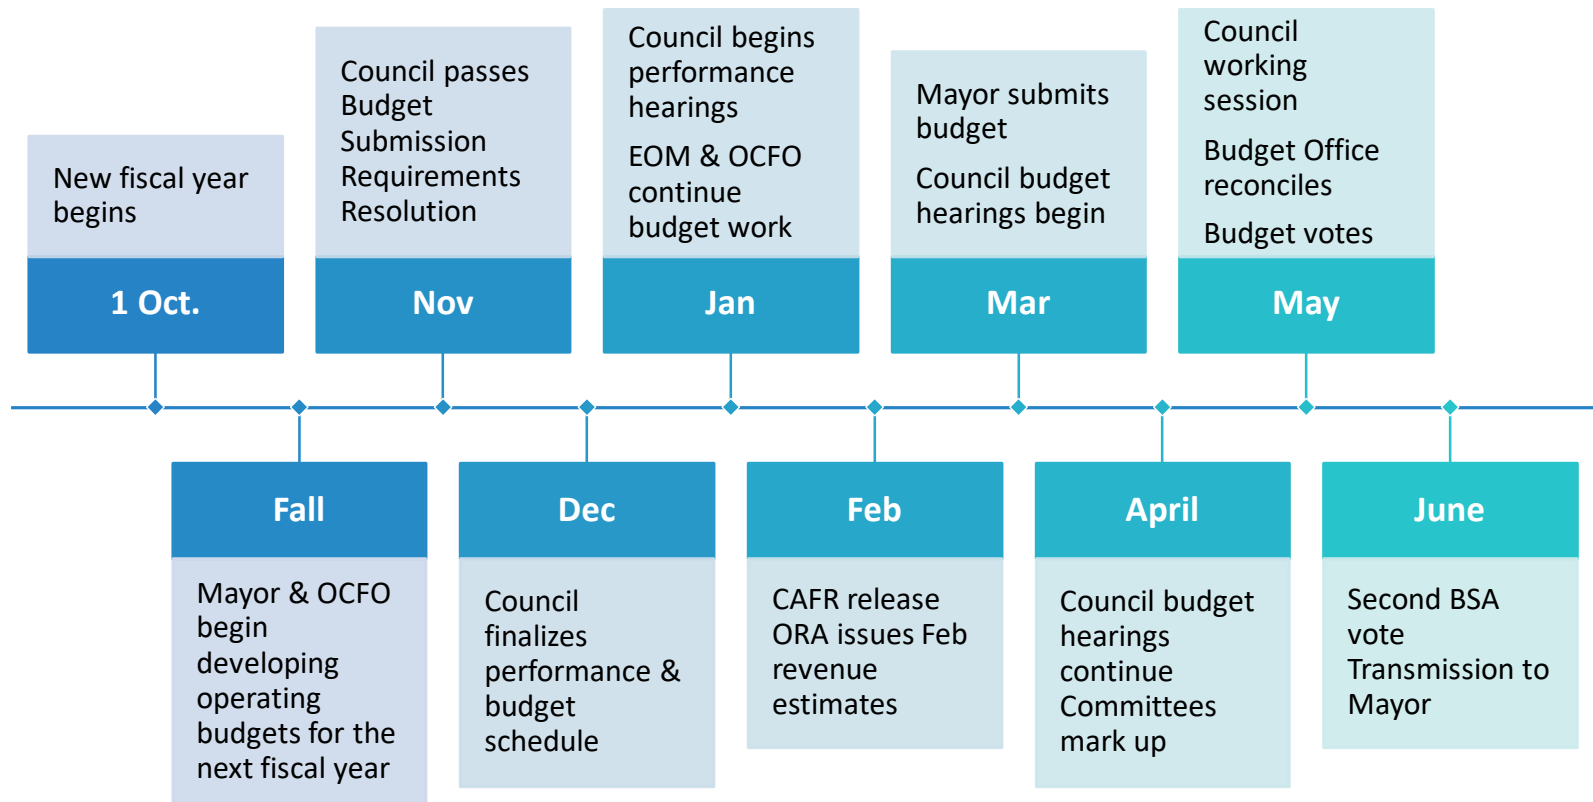 New fiscal year
begins
1 Oct.
Mayor & OCFO
begin
developing
operating
budgets for the
next fiscal year
Fall
Council passes
Budget
Submission
Requirements
Resolution
Nov
Dec
Council
finalizes
performance &
budget
schedule
Council begins
performance
hearings
EOM & OCFO
continue
budget work
Jan
Feb
CAFR release
ORA issues Feb
revenue
estimates
Mayor submits
budget
Council budget
hearings begin
Mar
April
Council budget
hearings
continue
Committees
mark up
Council
working
session
Budget Office
reconciles
Budget votes
May
June
Second BSA
vote
Transmission to
Mayor